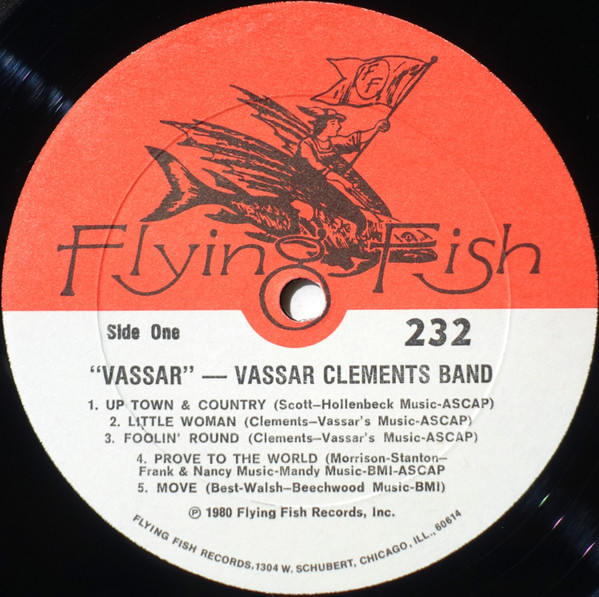 FF
Flying Fish
Side One
232
“VASSAR” — VASSAR CLEMENTS BAND
1. UP TOWN & COUNTRY (Scott–Hollenbeck Music-ASCAP)
2. LITTLE WOMAN (Clements–Vassar's Music-ASCAP)
3. FOOLIN' ROUND (Clements–Vassar's Music-ASCAP)
4. PROVE TO THE WORLD (Morrison-Stanton–
Frank & Nancy Music-Mandy Music-BMI-ASCAP
5. MOVE (Best-Walsh–Beechwood Music-BMI)
℗ 1980 Flying Fish Records, Inc.
FLYING FISH RECORDS, 1304 W. SCHUBERT, CHICAGO, ILL., 60614